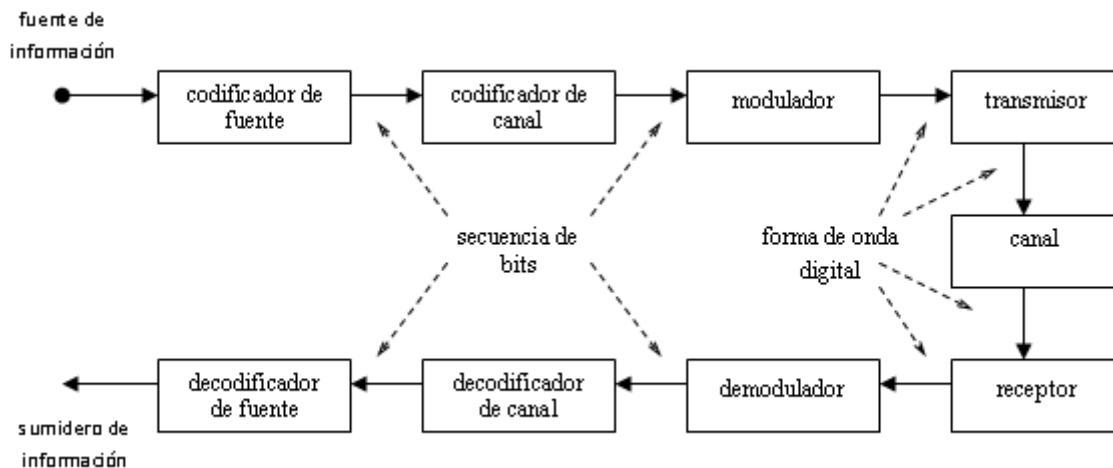 fuente de
información
codificador de
fuente
codificador de
canal
modulador
transmisor
secuencia de
bits
forma de onda
digital
canal
decodificador
de fuente
decodificador
de canal
demodulador
receptor
sumidero de
información